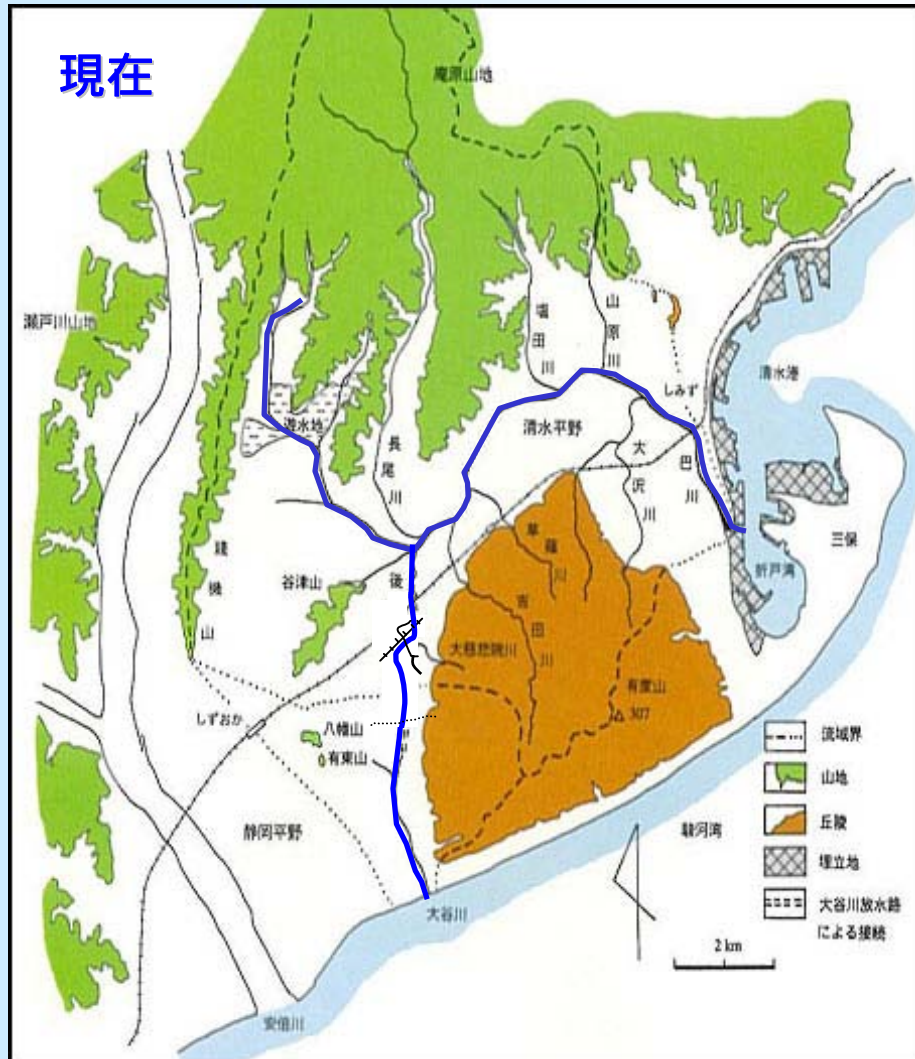 現在
庵原山地
瀬戸川山地
塩田川
山原川
しみず
清水港
遊水地
長尾川
清水平野
大沢川
巴川
三保
折戸湾
賤機山
谷津山
後
草薙川
吉田川
大慈悲院川
有度山
307
しずおか
八幡山
有東山
静岡平野
駿河湾
大谷川
安倍川
流域界
山地
丘陵
埋立地
大谷川放水路
による接続
2 km